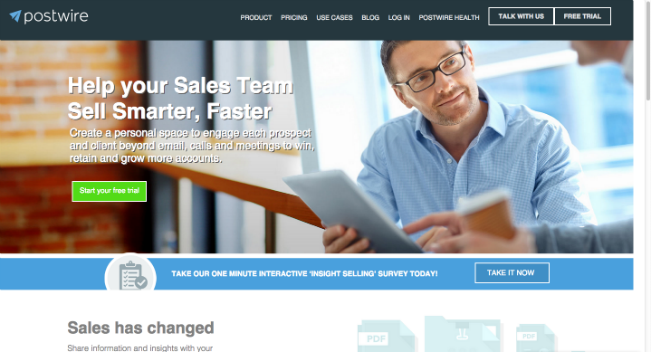 postwire
PRODUCT PRICING USE CASES BLOG LOG IN POSTWIRE HEALTH TALK WITH US FREE TRIAL
Help your Sales Team
Sell Smarter, Faster
Create a personal space to engage each prospect
and client beyond email, calls and meetings to win,
retain and grow more accounts.
Start your free trial
TAKE OUR ONE MINUTE INTERACTIVE 'INSIGHT SELLING' SURVEY TODAY! TAKE IT NOW
Sales has changed
Share information and insights with your
PDF